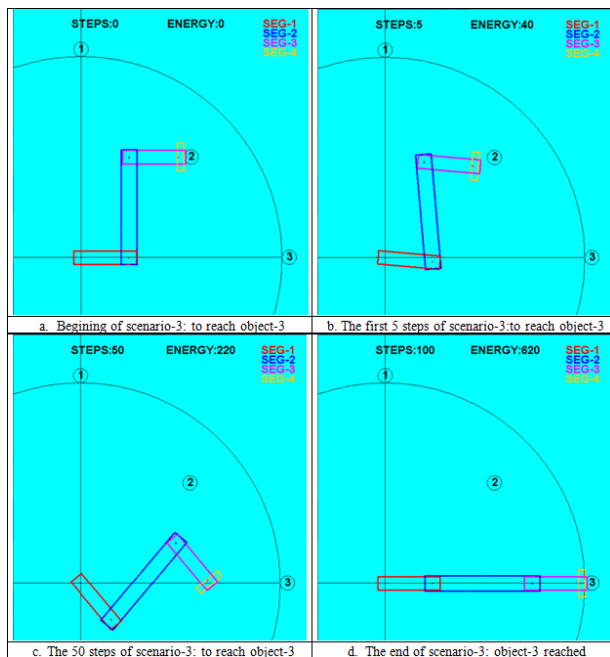 STEPS:0 ENERGY:0 SEG-1
SEG-2
SEG-3
SEG-4
1
2
3
a. Begining of scenario-3: to reach object-3
STEPS:5 ENERGY:40 SEG-1
SEG-2
SEG-3
SEG-4
1
2
3
b. The first 5 steps of scenario-3:to reach object-3
STEPS:50 ENERGY:220 SEG-1
SEG-2
SEG-3
SEG-4
1
2
3
c. The 50 steps of scenario-3: to reach object-3
STEPS:100 ENERGY:620 SEG-1
SEG-2
SEG-3
SEG-4
1
2
3
d. The end of scenario-3: object-3 reached